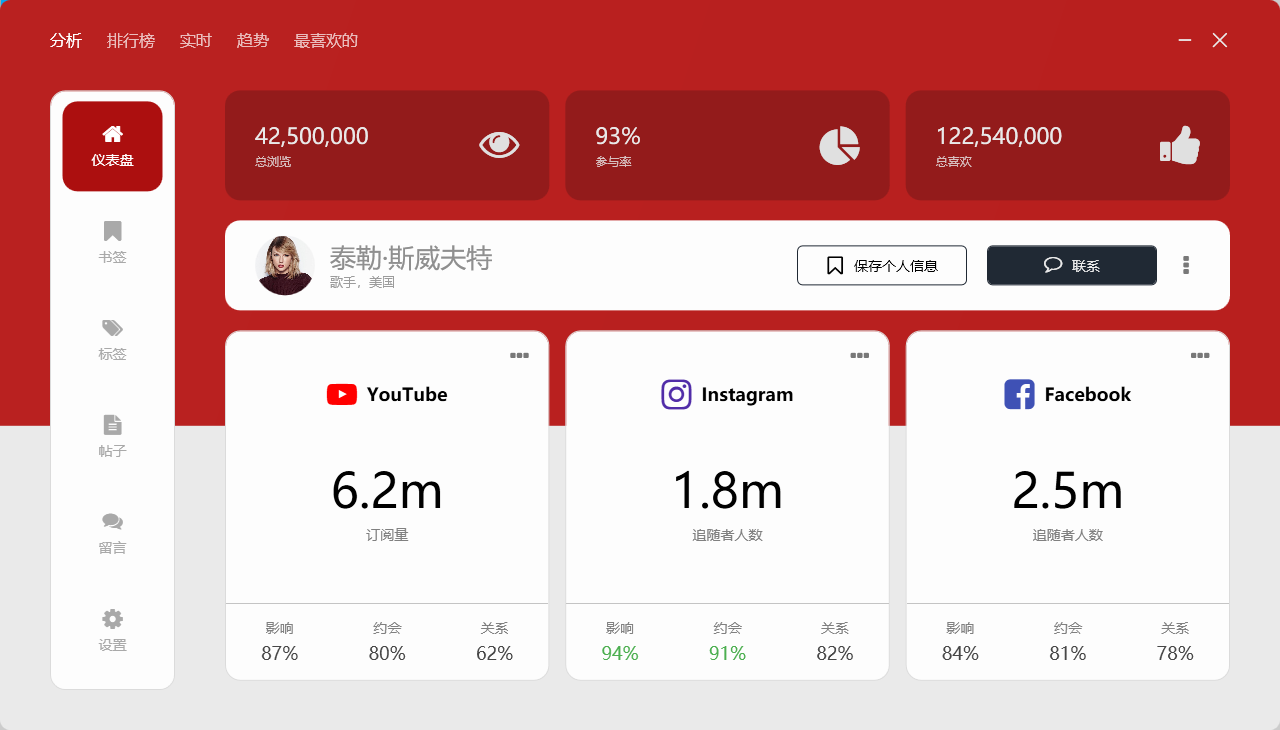 分析 排行榜 实时 趋势 最喜欢的
仪表盘
书签
标签
帖子
留言
设置
42,500,000
总浏览
93%
参与率
122,540,000
总喜欢
泰勒·斯威夫特
歌手，美国
保存个人信息
联系
YouTube
6.2m
订阅量
影响 约会 关系
87% 80% 62%
Instagram
1.8m
追随者人数
影响 约会 关系
94% 91% 82%
Facebook
2.5m
追随者人数
影响 约会 关系
84% 81% 78%